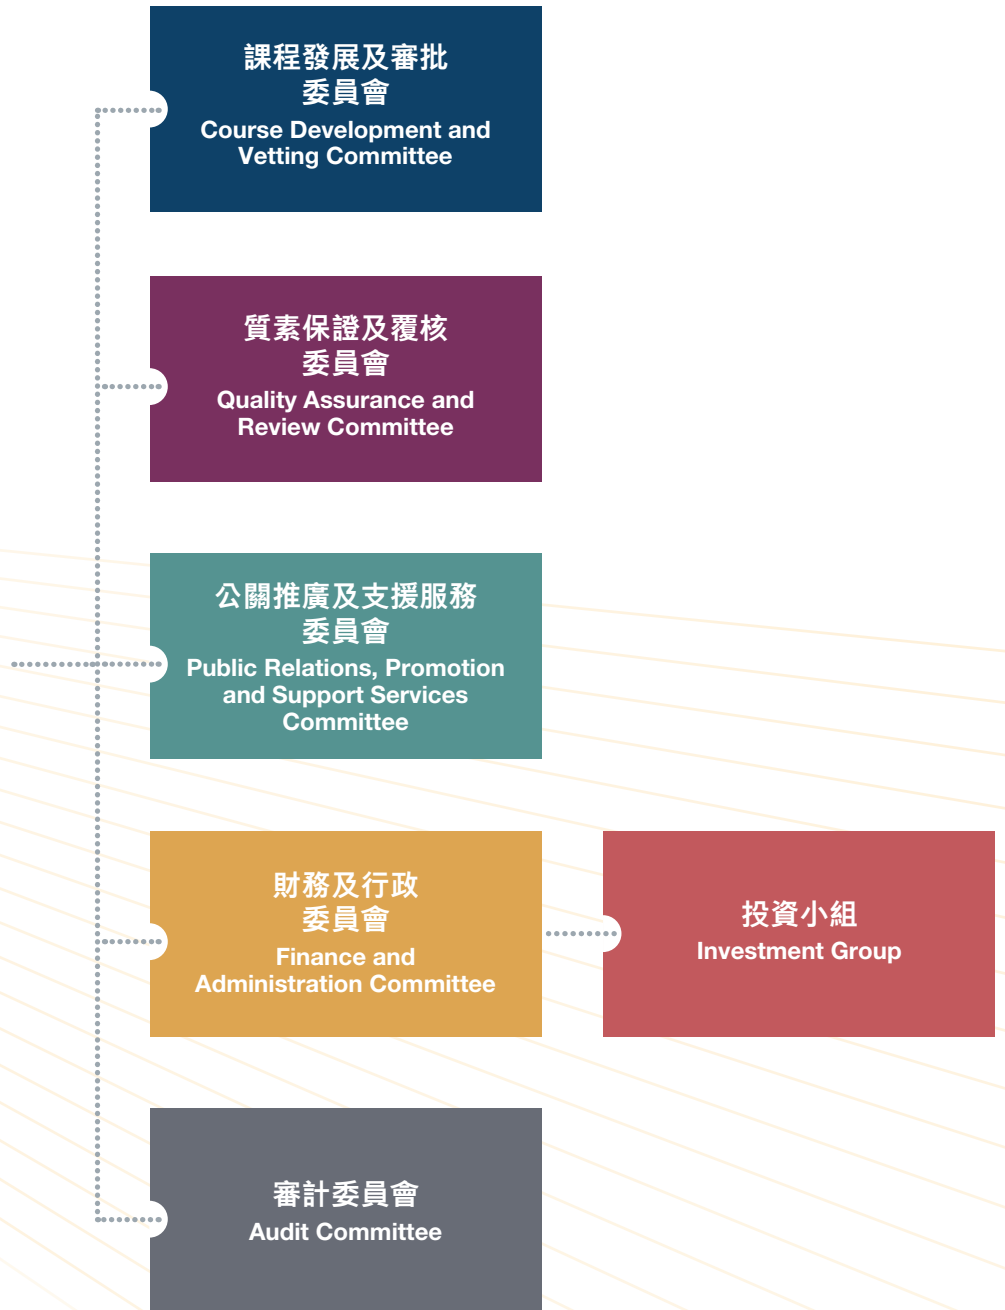 課程發展及審批
委員會
Course Development and
Vetting Committee
質素保證及覆核
委員會
Quality Assurance and
Review Committee
公關推廣及支援服務
委員會
Public Relations, Promotion
and Support Services
Committee
財務及行政
委員會
Finance and
Administration Committee
投資小組
Investment Group
審計委員會
Audit Committee